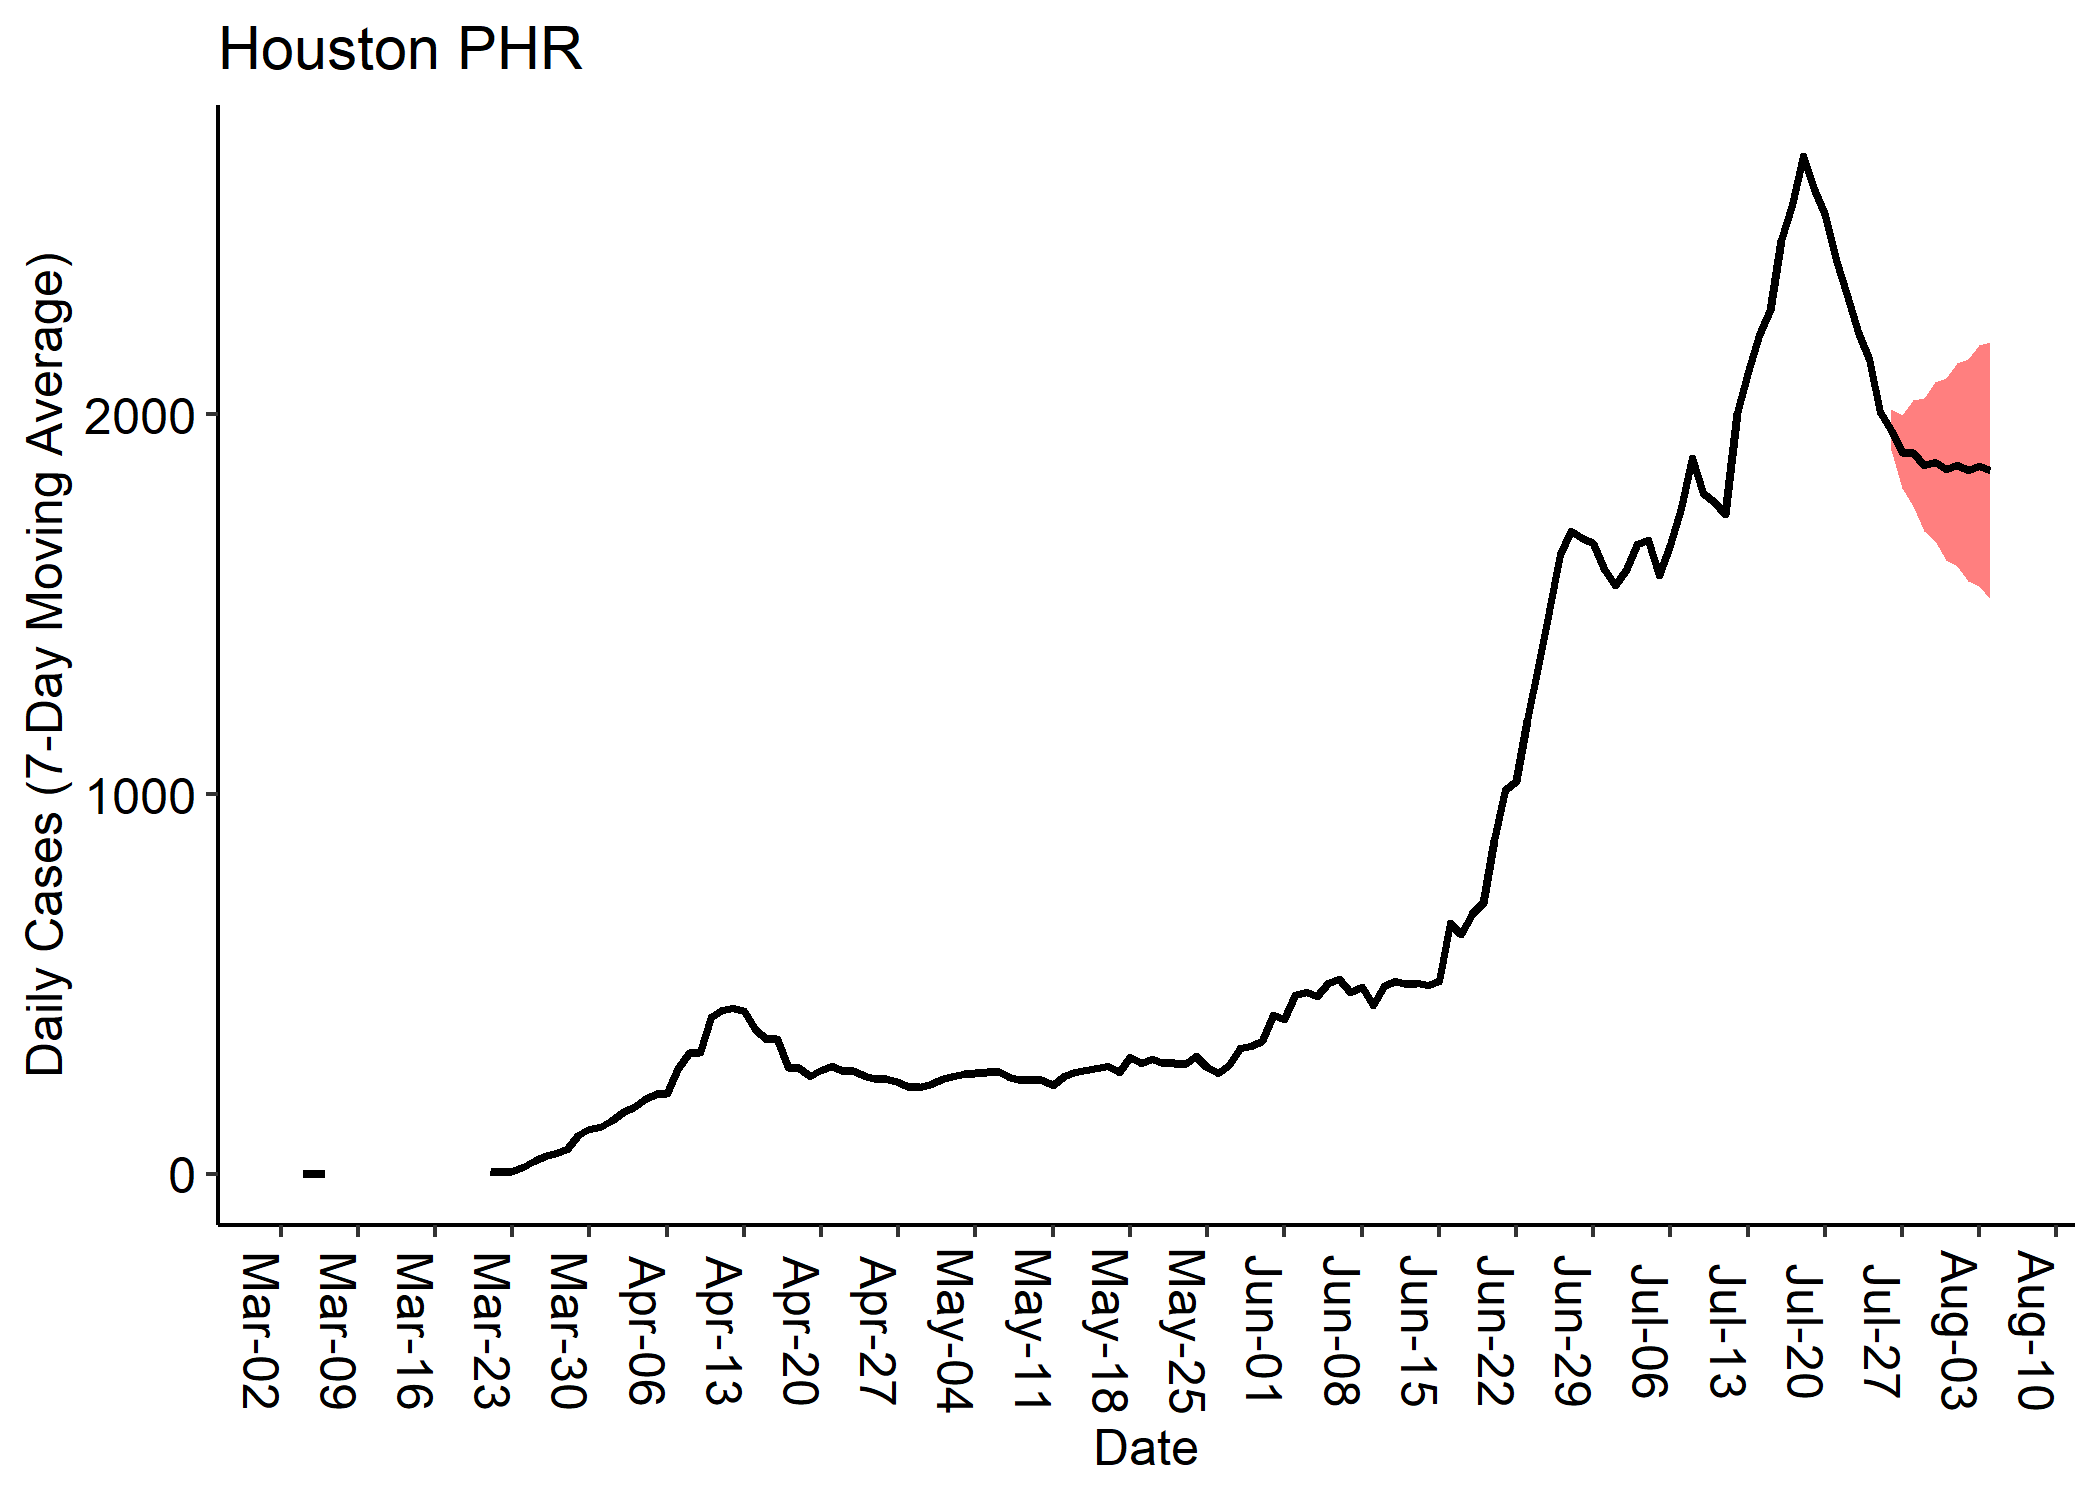 Houston PHR
Daily Cases (7-Day Moving Average)
2000
1000
0
Mar-02
Mar-09
Mar-16
Mar-23
Mar-30
Apr-06
Apr-13
Apr-20
Apr-27
May-04
May-11
May-18
May-25
Jun-01
Jun-08
Jun-15
Jun-22
Jun-29
Jul-06
Jul-13
Jul-20
Jul-27
Aug-03
Aug-10
Date